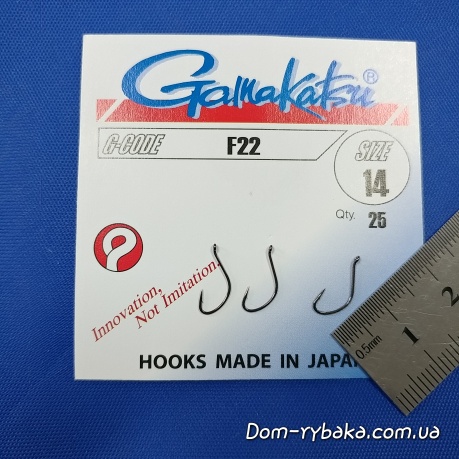 Gamakatsu®
G-CODE F22 SIZE
14
Qty. 25
Innovation,
Not Imitation.
HOOKS MADE IN JAPA
0.5mm 1 2
Dom-rybaka.com.ua